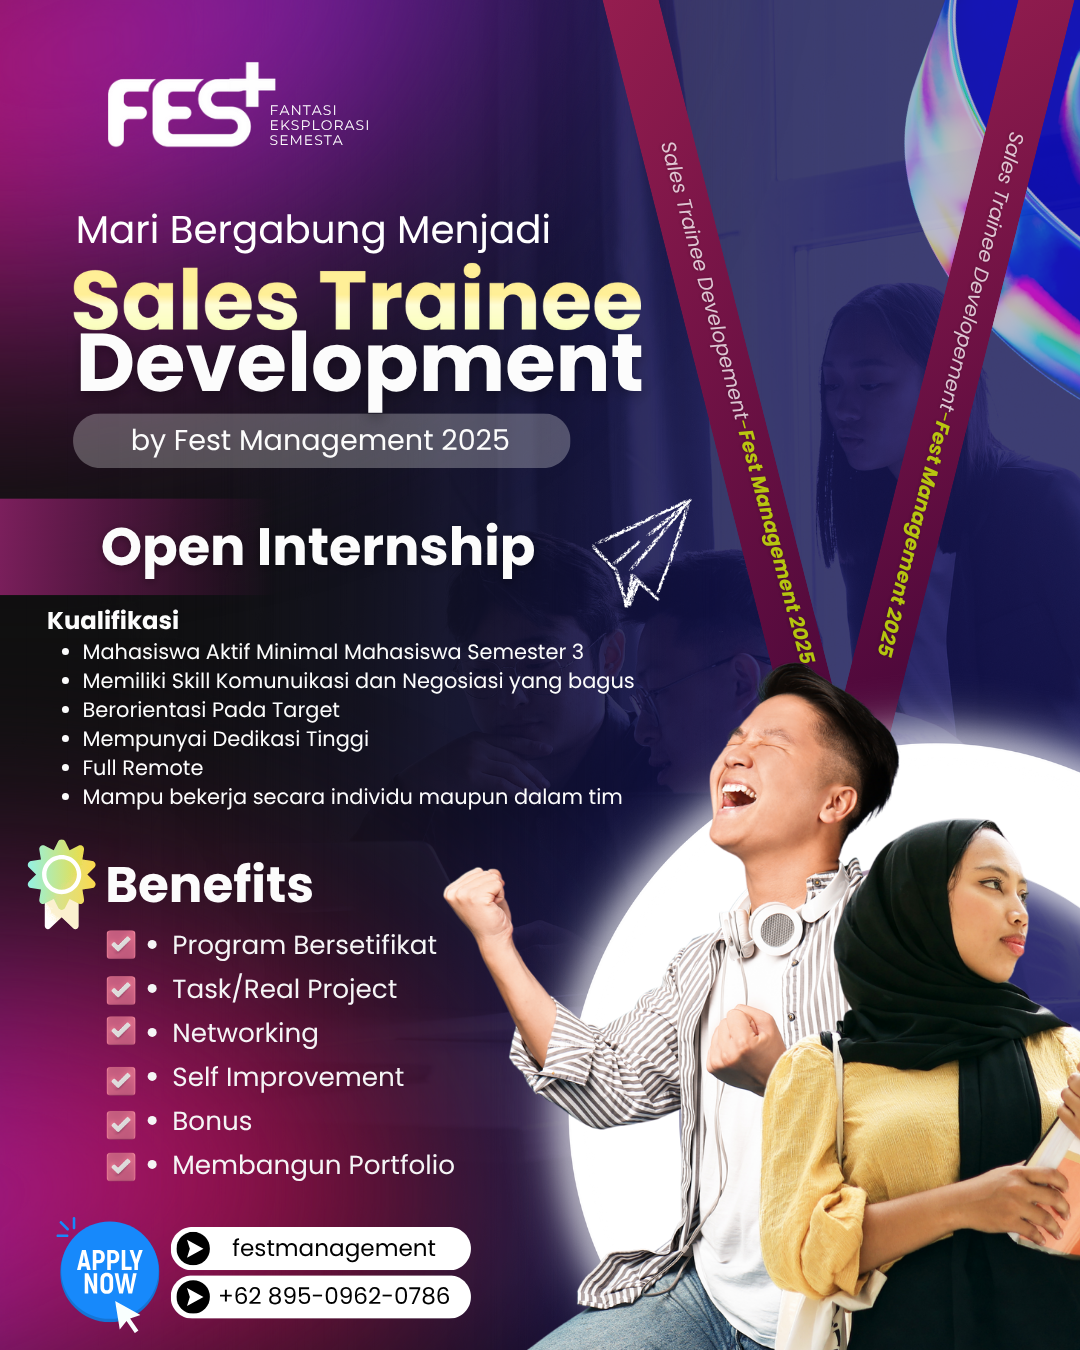 FES+
FANTASI
EKSPLORASI
SEMESTA
Mari Bergabung Menjadi
Sales Trainee
Development
by Fest Management 2025
Sales Trainee Developement-Fest Management 2025
Sales Trainee Developement-Fest Management 2025
Open Internship
Kualifikasi
• Mahasiswa Aktif Minimal Mahasiswa Semester 3
• Memiliki Skill Komunuikasi dan Negosiasi yang bagus
• Berorientasi Pada Target
• Mempunyai Dedikasi Tinggi
• Full Remote
• Mampu bekerja secara individu maupun dalam tim
Benefits
• Program Bersetifikat
• Task/Real Project
• Networking
• Self Improvement
• Bonus
• Membangun Portfolio
APPLY
NOW
festmanagement
+62 895-0962-0786